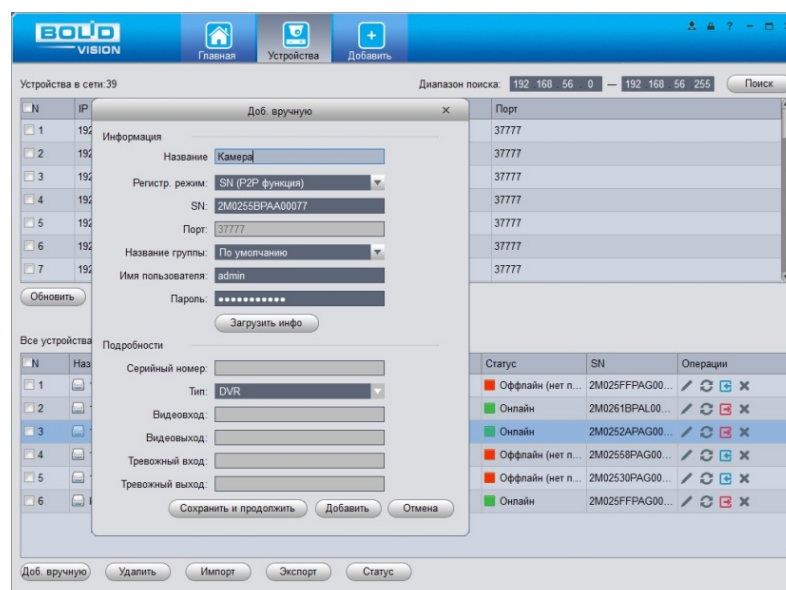 BOLID
VISION
Главная
Устройства
Добавить
+
?
Устройства в сети:39
Диапазон поиска: 192 168 56 0 — 192 168 56 255 Поиск
N IP Порт
1 192 37777
2 192 37777
3 192 37777
4 192 37777
5 192 37777
6 192 37777
7 192 37777
Обновить
Доб. вручную
Информация
Название Камера
Регистр. режим: SN (P2P функция)
SN: 2M0255BPAA00077
Порт: 37777
Название группы: По умолчанию
Имя пользователя: admin
Пароль: •••••••••••
Загрузить инфо
Подробности
Серийный номер:
Тип: DVR
Видеовход:
Видеовыход:
Тревожный вход:
Тревожный выход:
Сохранить и продолжить Добавить Отмена
Все устройства
N Наз Статус SN Операции
1 Оффлайн (нет п... 2M025FFPAG00...
2 Онлайн 2M0261BPAL00...
3 Онлайн 2M0252APAG00...
4 Оффлайн (нет п... 2M02558PAG00...
5 Оффлайн (нет п... 2M02530PAG00...
6 Онлайн 2M025FFPAG00...
Доб. вручную Удалить Импорт Экспорт Статус